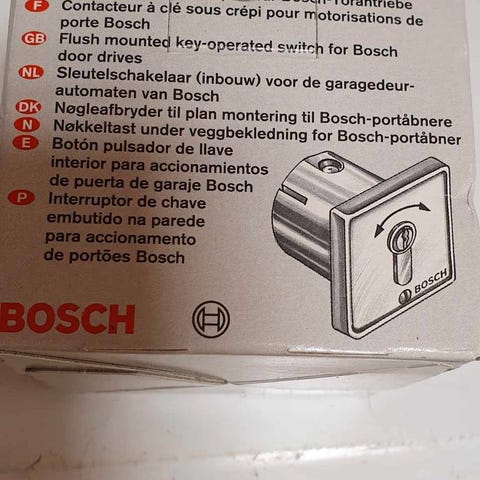 Bosch-Torantriebe
F Contacteur à clé sous crépi pour motorisations de
porte Bosch
GB Flush mounted key-operated switch for Bosch
door drives
NL Sleutelschakelaar (inbouw) voor de garagedeur-
automaten van Bosch
DK Nøgleafbryder til plan montering til Bosch-portåbnere
N Nøkkeltast under veggbekledning for Bosch-portåbner
E Botón pulsador de llave
interior para accionamientos
de puerta de garaje Bosch
P Interruptor de chave
embutido na parede
para accionamento
de portões Bosch
BOSCH
BOSCH